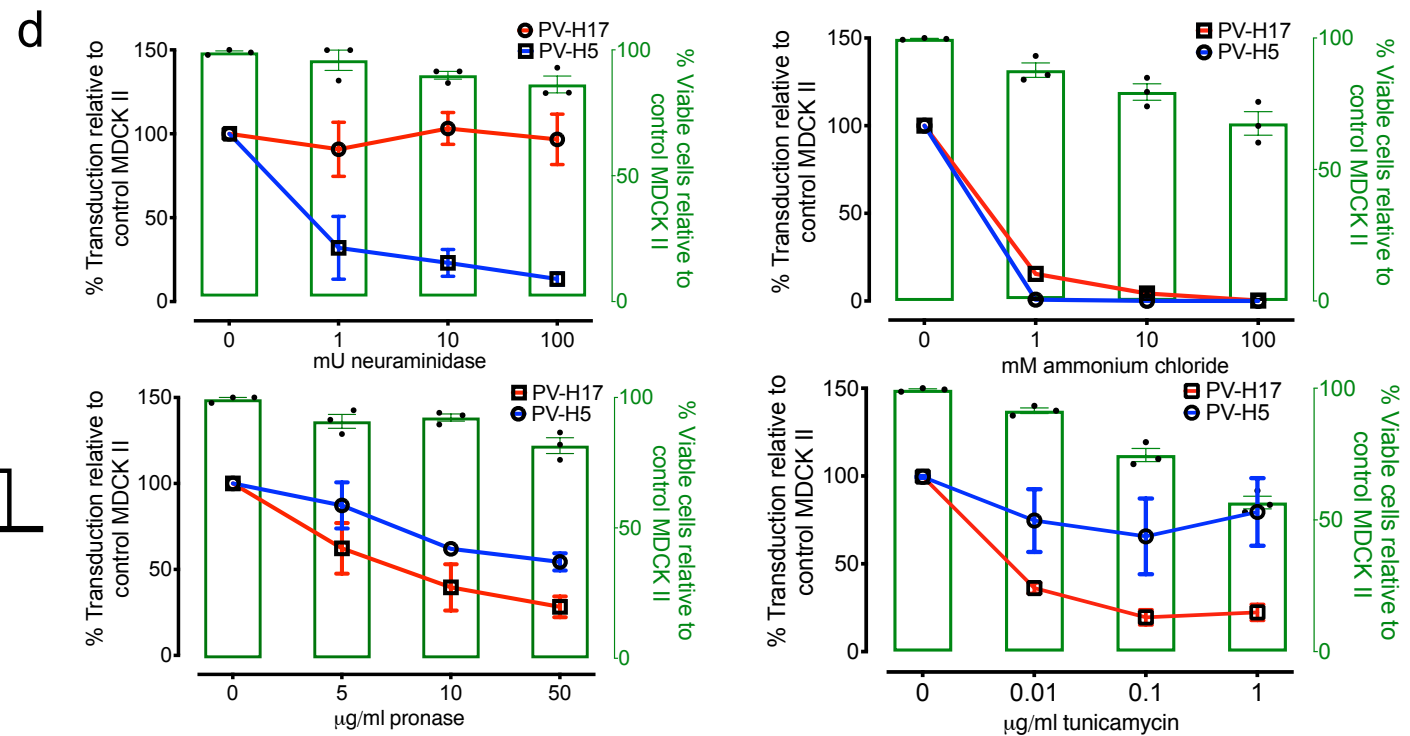 d
PV-H17
PV-H5
% Transduction relative to
control MDCK II
150
100
50
0
100
50
0
% Viable cells relative to
control MDCK II
0 1 10 100
mU neuraminidase
PV-H17
PV-H5
% Transduction relative to
control MDCK II
150
100
50
0
100
50
0
% Viable cells relative to
control MDCK II
0 1 10 100
mM ammonium chloride
PV-H17
PV-H5
% Transduction relative to
control MDCK II
150
100
50
0
100
50
0
% Viable cells relative to
control MDCK II
0 5 10 50
µg/ml pronase
PV-H17
PV-H5
% Transduction relative to
control MDCK II
150
100
50
0
100
50
0
% Viable cells relative to
control MDCK II
0 0.01 0.1 1
µg/ml tunicamycin